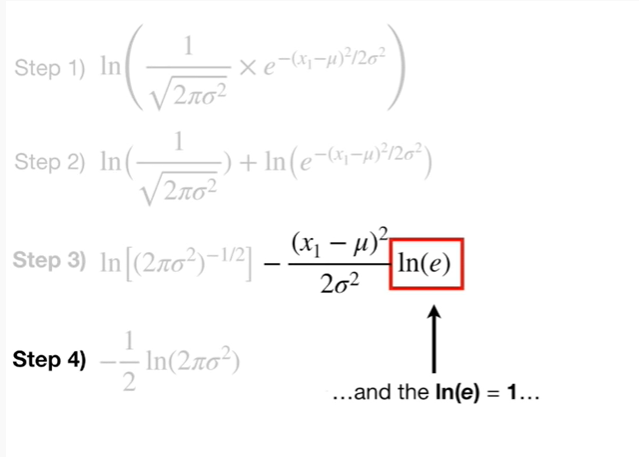 Step 1) ln(1/√(2πσ²) × e^(−(x₁−μ)²/2σ²))
Step 2) ln(1/√(2πσ²)) + ln(e^(−(x₁−μ)²/2σ²))
Step 3) ln[(2πσ²)^(−1/2)] − (x₁ − μ)²/2σ² ln(e)
Step 4) −1/2 ln(2πσ²)
...and the ln(e) = 1...